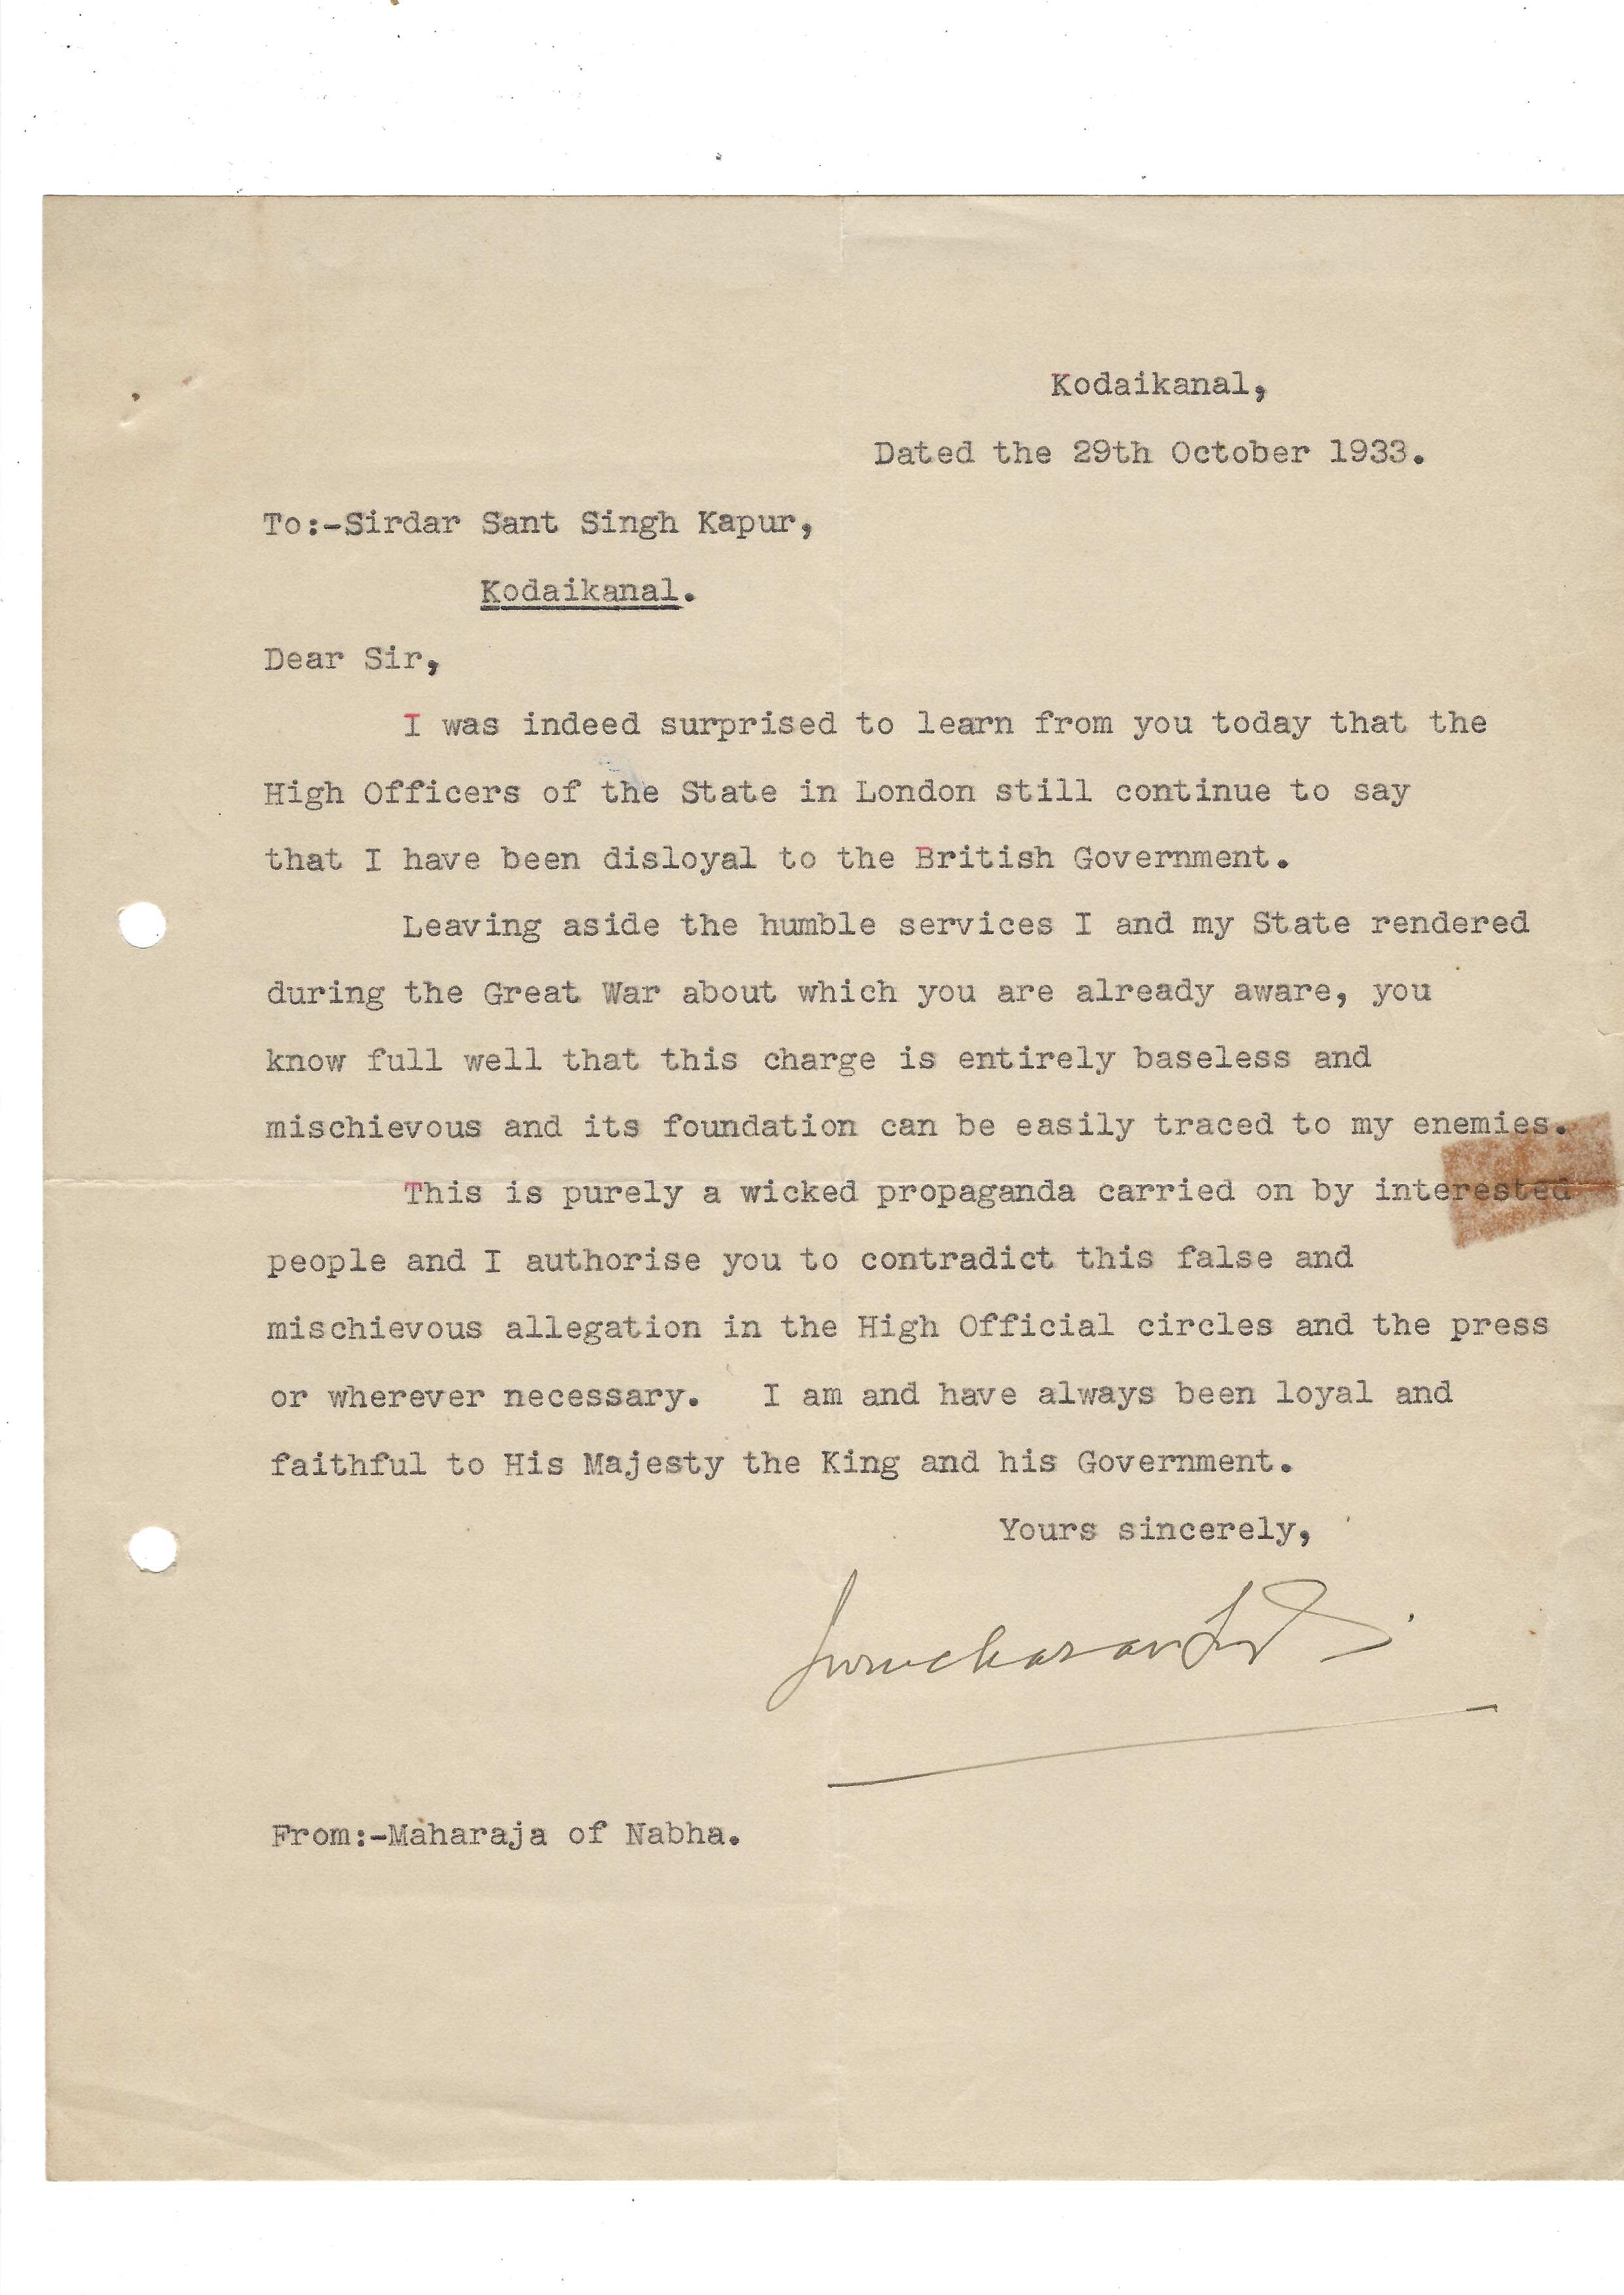 Kodaikanal,
Dated the 29th October 1933.
To:-Sirdar Sant Singh Kapur,
Kodaikanal.
Dear Sir,
I was indeed surprised to learn from you today that the
High Officers of the State in London still continue to say
that I have been disloyal to the British Government.
Leaving aside the humble services I and my State rendered
during the Great War about which you are already aware, you
know full well that this charge is entirely baseless and
mischievous and its foundation can be easily traced to my enemies.
This is purely a wicked propaganda carried on by interested
people and I authorise you to contradict this false and
mischievous allegation in the High Official circles and the press
or wherever necessary. I am and have always been loyal and
faithful to His Majesty the King and his Government.
Yours sincerely,
From:-Maharaja of Nabha.